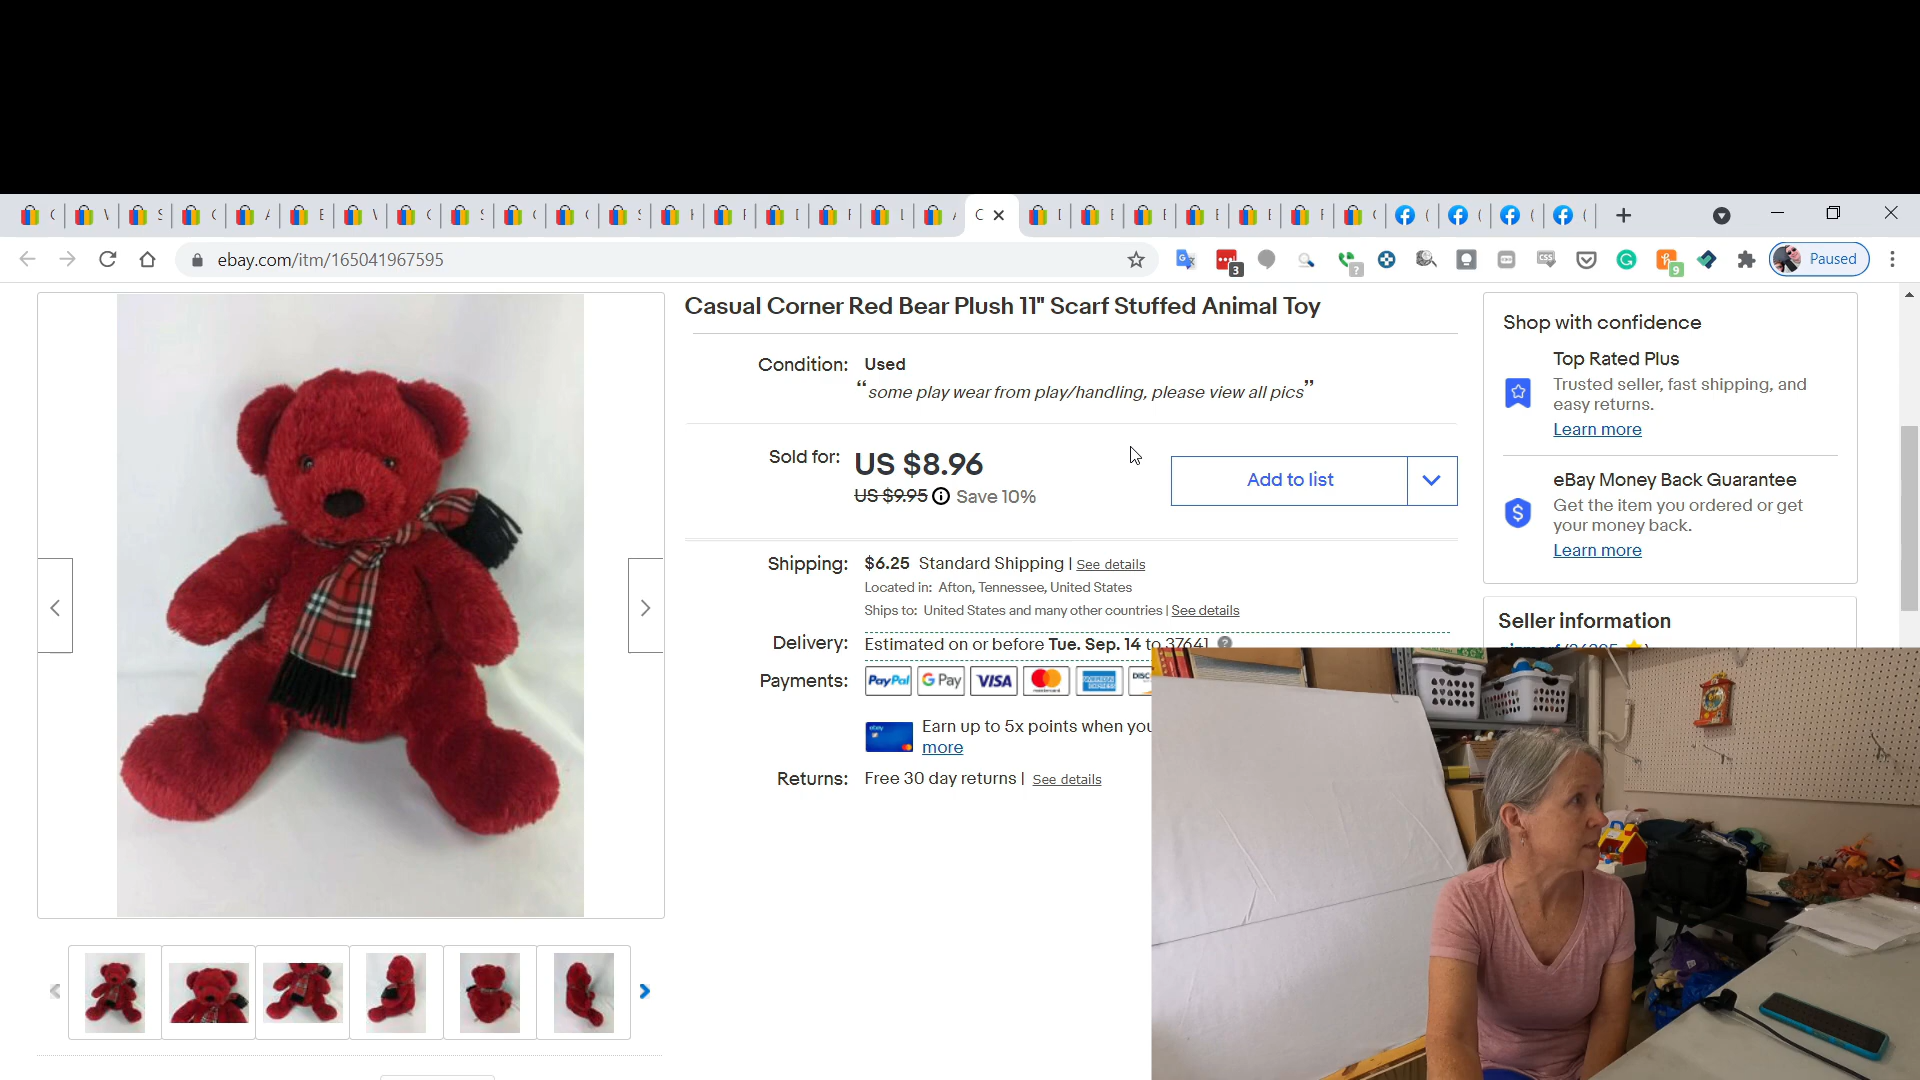 Paused
ebay.com/itm/165041967595
3
?
CSS
9
Casual Corner Red Bear Plush 11" Scarf Stuffed Animal Toy
Condition: Used
“some play wear from play/handling, please view all pics”
Sold for: US $8.96
US $9.95 Save 10%
Add to list
Shipping: $6.25 Standard Shipping | See details
Located in: Afton, Tennessee, United States
Ships to: United States and many other countries | See details
Delivery: Estimated on or before Tue. Sep. 14 to 37641
Payments: PayPal G Pay VISA
Earn up to 5x points when you
more
Returns: Free 30 day returns | See details
Shop with confidence
Top Rated Plus
Trusted seller, fast shipping, and
easy returns.
Learn more
eBay Money Back Guarantee
Get the item you ordered or get
your money back.
Learn more
Seller information